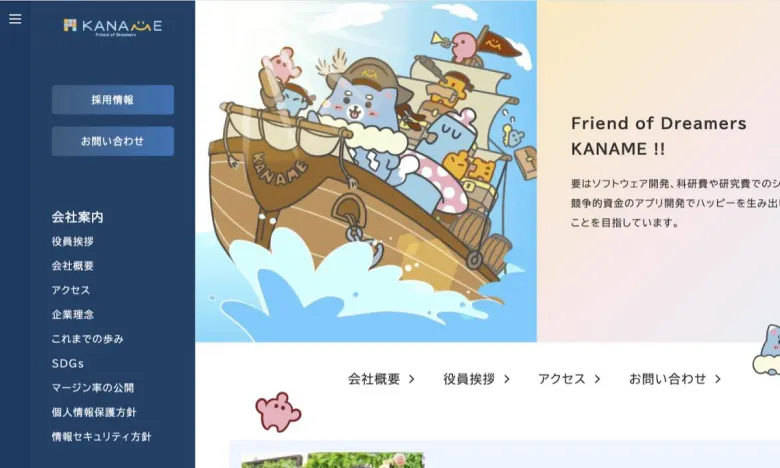 KANAME
Friend of Dreamers
採用情報
お問い合わせ
会社案内
役員挨拶
会社概要
アクセス
企業理念
これまでの歩み
SDGs
マージン率の公開
個人情報保護方針
情報セキュリティ方針
KANAME
Friend of Dreamers
KANAME !!
要はソフトウェア開発、科研費や研究費でのシ
競争的資金のアプリ開発でハッピーを生み出
ことを目指しています。
会社概要
役員挨拶
アクセス
お問い合わせ